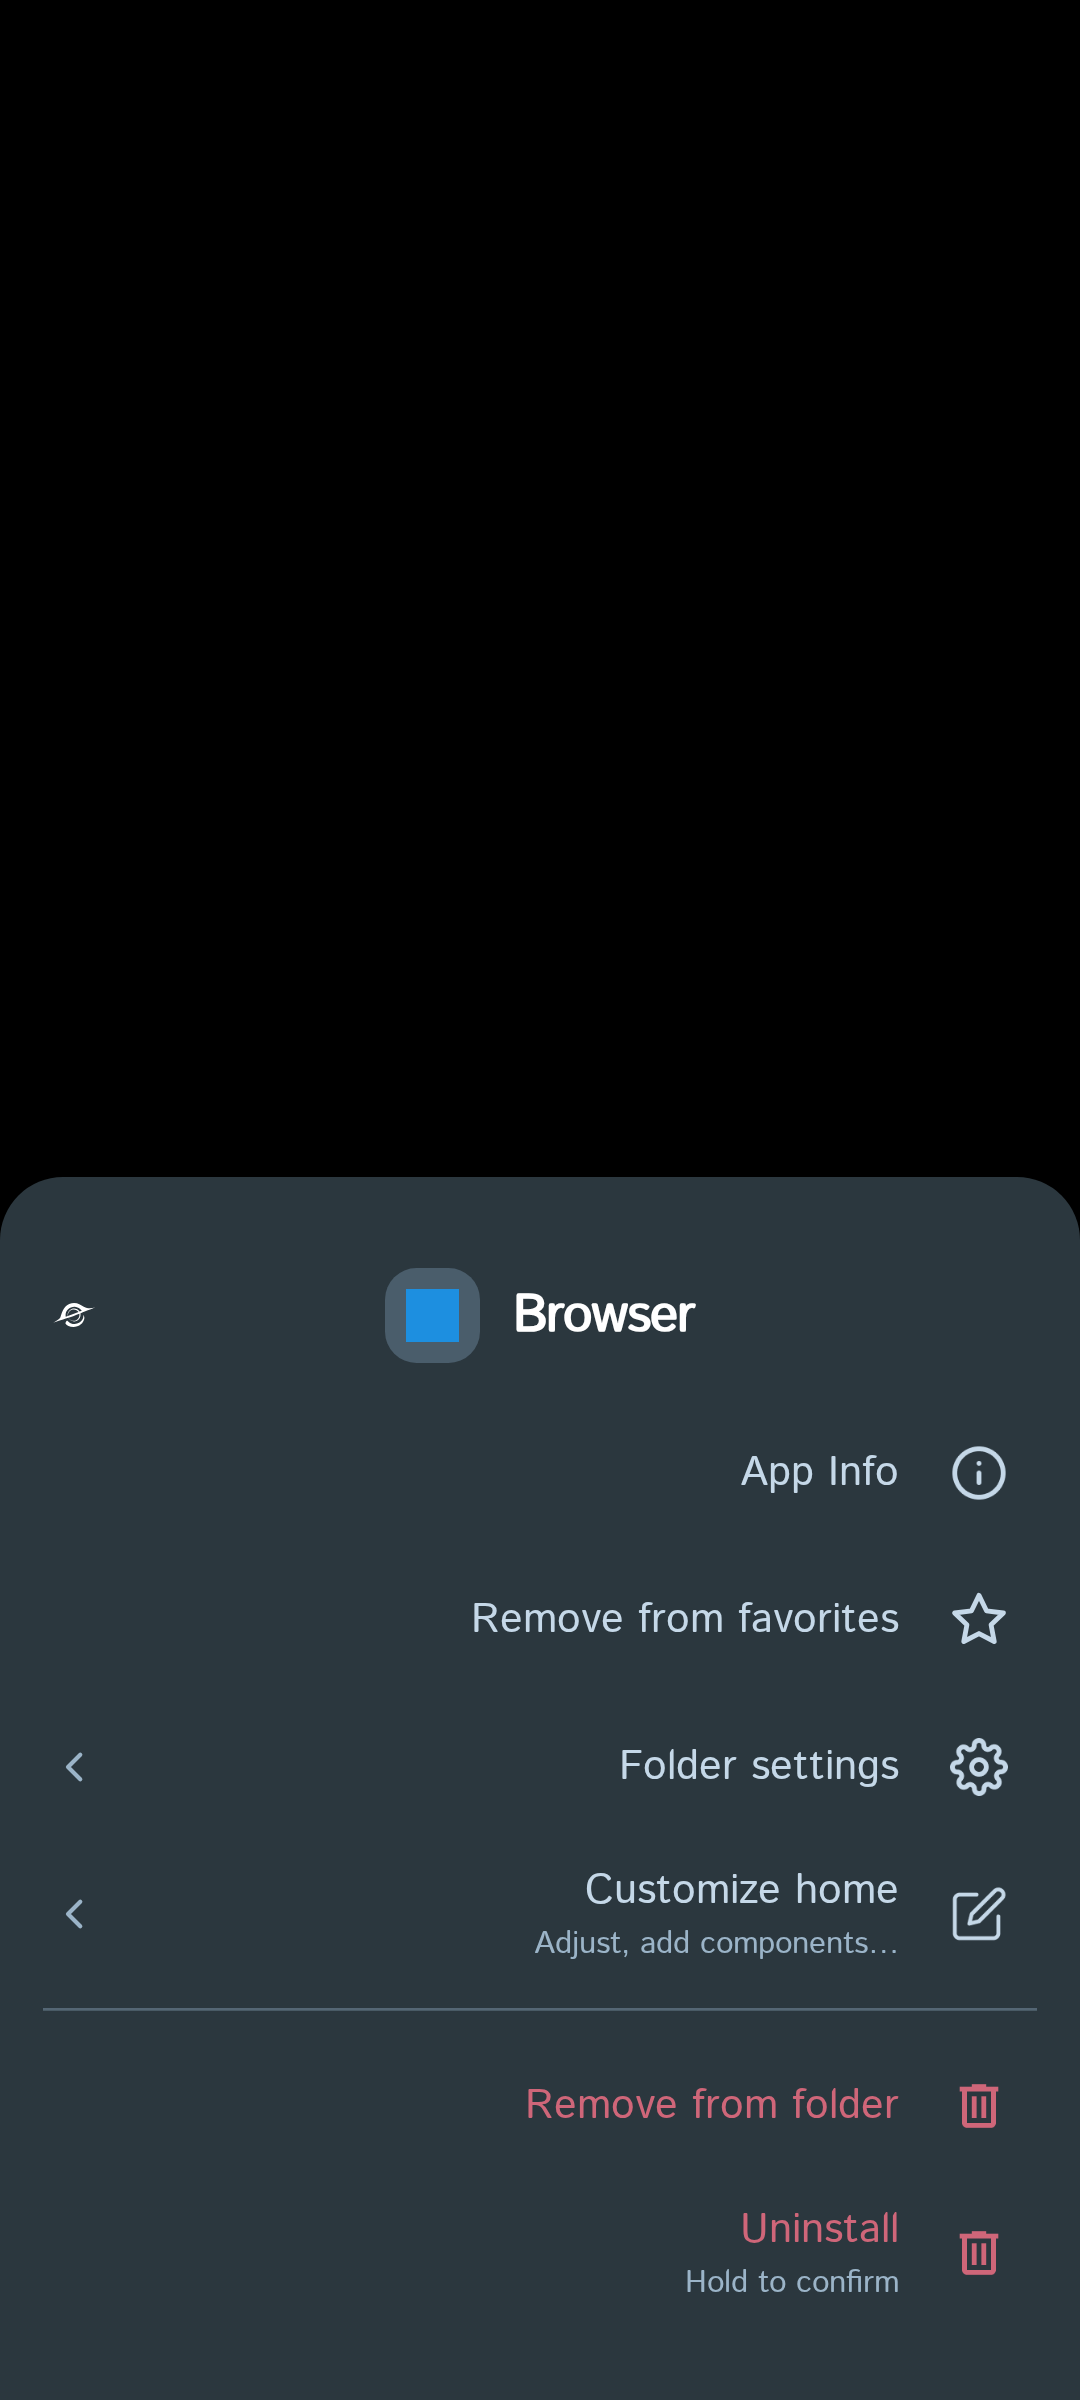 Browser
App Info
Remove from favorites
Folder settings
Customize home
Adjust, add components...
Remove from folder
Uninstall
Hold to confirm